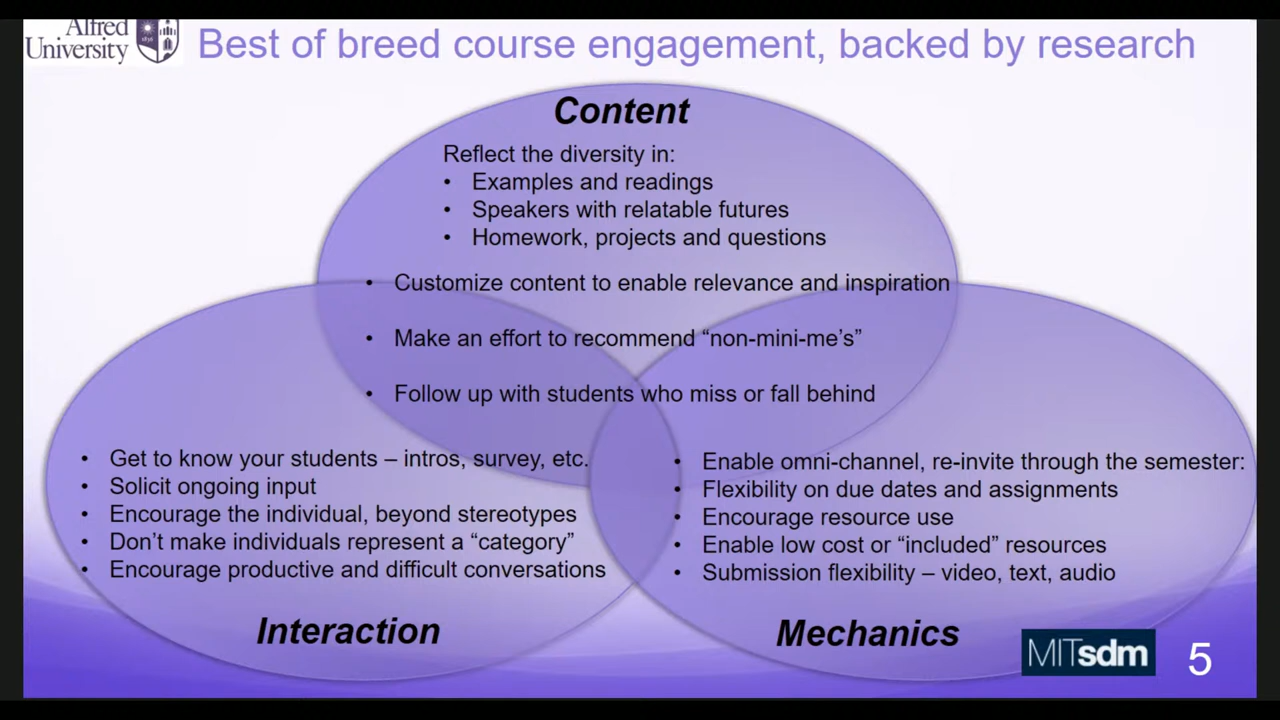 Alfred
University
Best of breed course engagement, backed by research
Content
Reflect the diversity in:
• Examples and readings
• Speakers with relatable futures
• Homework, projects and questions
• Customize content to enable relevance and inspiration
• Make an effort to recommend “non-mini-me’s”
• Follow up with students who miss or fall behind
• Get to know your students – intros, survey, etc.
• Solicit ongoing input
• Encourage the individual, beyond stereotypes
• Don’t make individuals represent a “category”
• Encourage productive and difficult conversations
Interaction
• Enable omni-channel, re-invite through the semester:
• Flexibility on due dates and assignments
• Encourage resource use
• Enable low cost or “included” resources
• Submission flexibility – video, text, audio
Mechanics
MITsdm
5